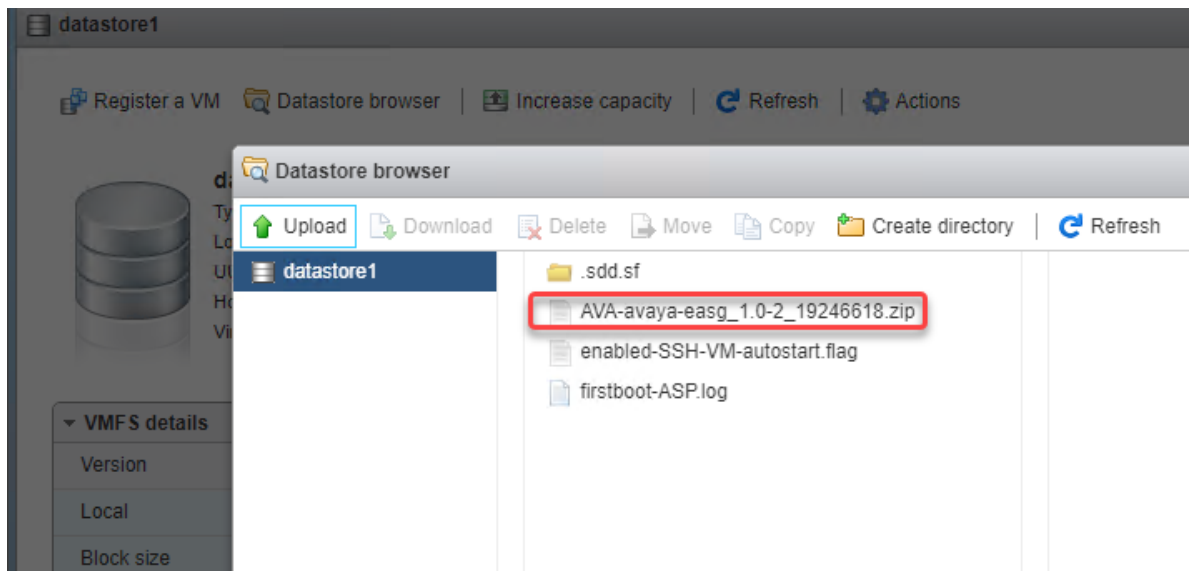 datastore1
Register a VM Datastore browser Increase capacity Refresh Actions
Datastore browser
Upload Download Delete Move Copy Create directory Refresh
datastore1
.sdd.sf
AVA-avaya-easg_1.0-2_19246618.zip
enabled-SSH-VM-autostart.flag
firstboot-ASP.log
VMFS details
Version
Local
Block size